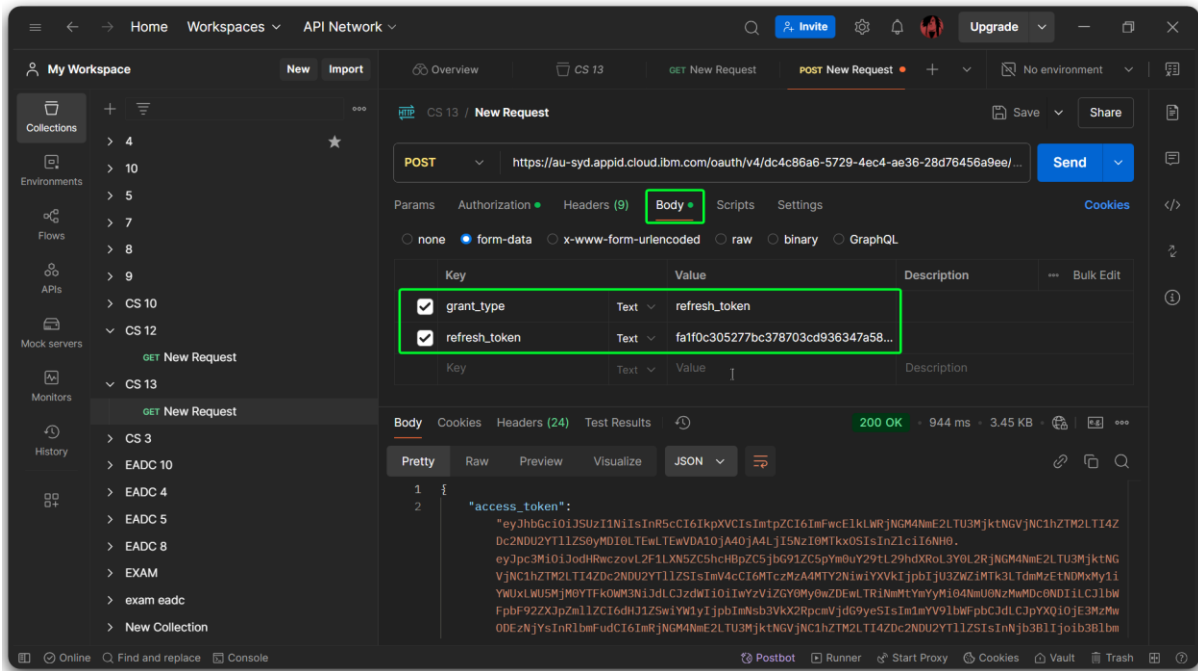 Home Workspaces API Network Invite Upgrade
My Workspace New Import Overview CS 13 GET New Request POST New Request No environment
Collections
Environments
Flows
APIs
Mock servers
Monitors
History
4
10
5
7
8
9
CS 10
CS 12
GET New Request
CS 13
GET New Request
CS 3
EADC 10
EADC 4
EADC 5
EADC 8
EXAM
exam eadc
New Collection
HTTP CS 13 / New Request Save Share
POST https://au-syd.appid.cloud.ibm.com/oauth/v4/dc4c86a6-5729-4ec4-ae36-28d76456a9ee/... Send
Params Authorization Headers (9) Body Scripts Settings Cookies
none form-data x-www-form-urlencoded raw binary GraphQL
Key Value Description Bulk Edit
grant_type Text refresh_token
refresh_token Text fa1f0c305277bc378703cd936347a58...
Key Text Value Description
Body Cookies Headers (24) Test Results 200 OK 944 ms 3.45 KB e.g.
Pretty Raw Preview Visualize JSON
1 {
2 "access_token":
Online Find and replace Console Postbot Runner Start Proxy Cookies Vault Trash